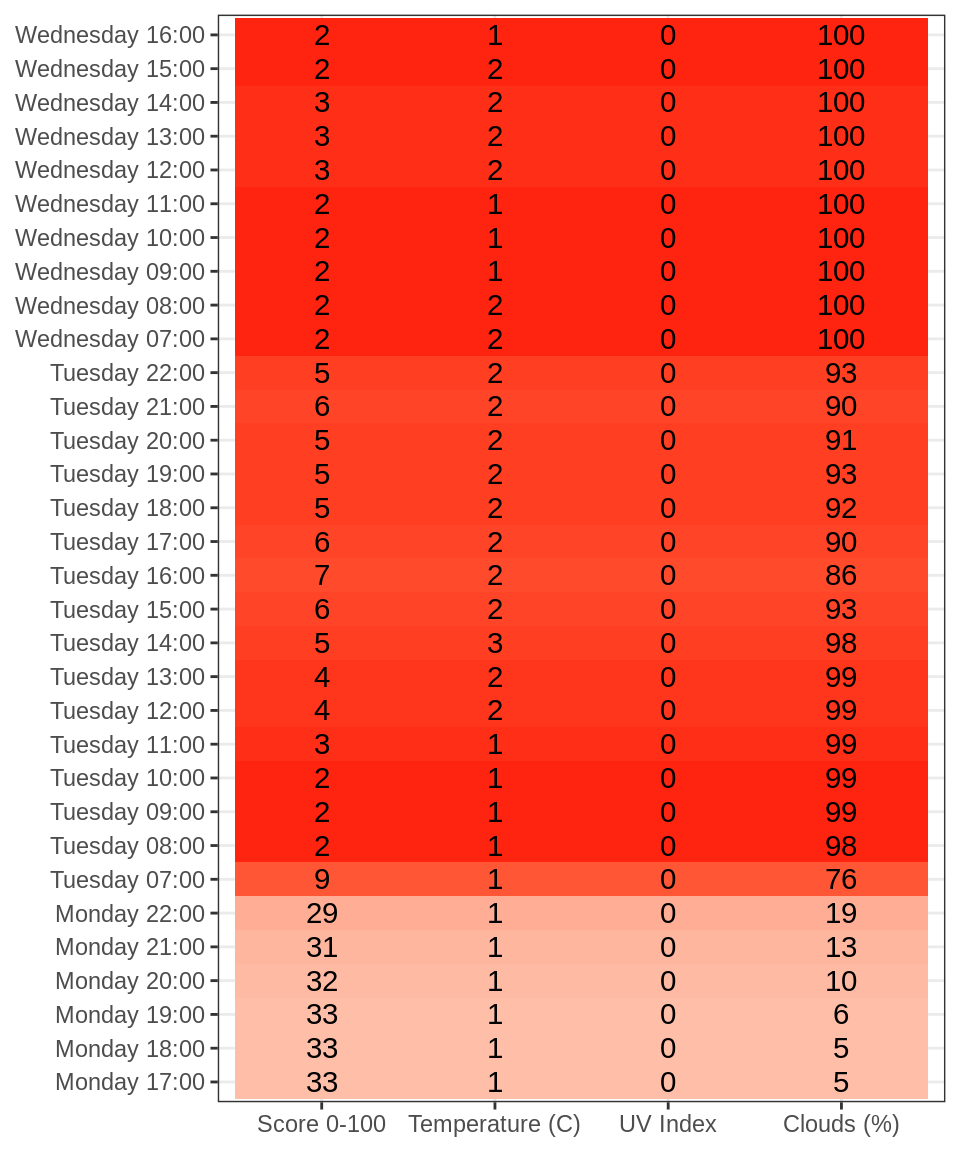 Wednesday 16:00 2 1 0 100
Wednesday 15:00 2 2 0 100
Wednesday 14:00 3 2 0 100
Wednesday 13:00 3 2 0 100
Wednesday 12:00 3 2 0 100
Wednesday 11:00 2 1 0 100
Wednesday 10:00 2 1 0 100
Wednesday 09:00 2 1 0 100
Wednesday 08:00 2 2 0 100
Wednesday 07:00 2 2 0 100
Tuesday 22:00 5 2 0 93
Tuesday 21:00 6 2 0 90
Tuesday 20:00 5 2 0 91
Tuesday 19:00 5 2 0 93
Tuesday 18:00 5 2 0 92
Tuesday 17:00 6 2 0 90
Tuesday 16:00 7 2 0 86
Tuesday 15:00 6 2 0 93
Tuesday 14:00 5 3 0 98
Tuesday 13:00 4 2 0 99
Tuesday 12:00 4 2 0 99
Tuesday 11:00 3 1 0 99
Tuesday 10:00 2 1 0 99
Tuesday 09:00 2 1 0 99
Tuesday 08:00 2 1 0 98
Tuesday 07:00 9 1 0 76
Monday 22:00 29 1 0 19
Monday 21:00 31 1 0 13
Monday 20:00 32 1 0 10
Monday 19:00 33 1 0 6
Monday 18:00 33 1 0 5
Monday 17:00 33 1 0 5
Score 0-100 Temperature (C) UV Index Clouds (%)